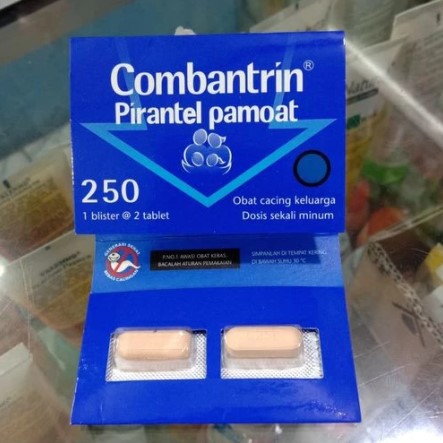 Combantrin®
Pirantel pamoat
250
1 blister @ 2 tablet
Obat cacing keluarga
Dosis sekali minum
P.NO.1 AWAS! OBAT KERAS.
BACALAH ATURAN PEMAKAIAN
SIMPANLAH DI TEMPAT KERING
DI BAWAH SUHU 30 °C